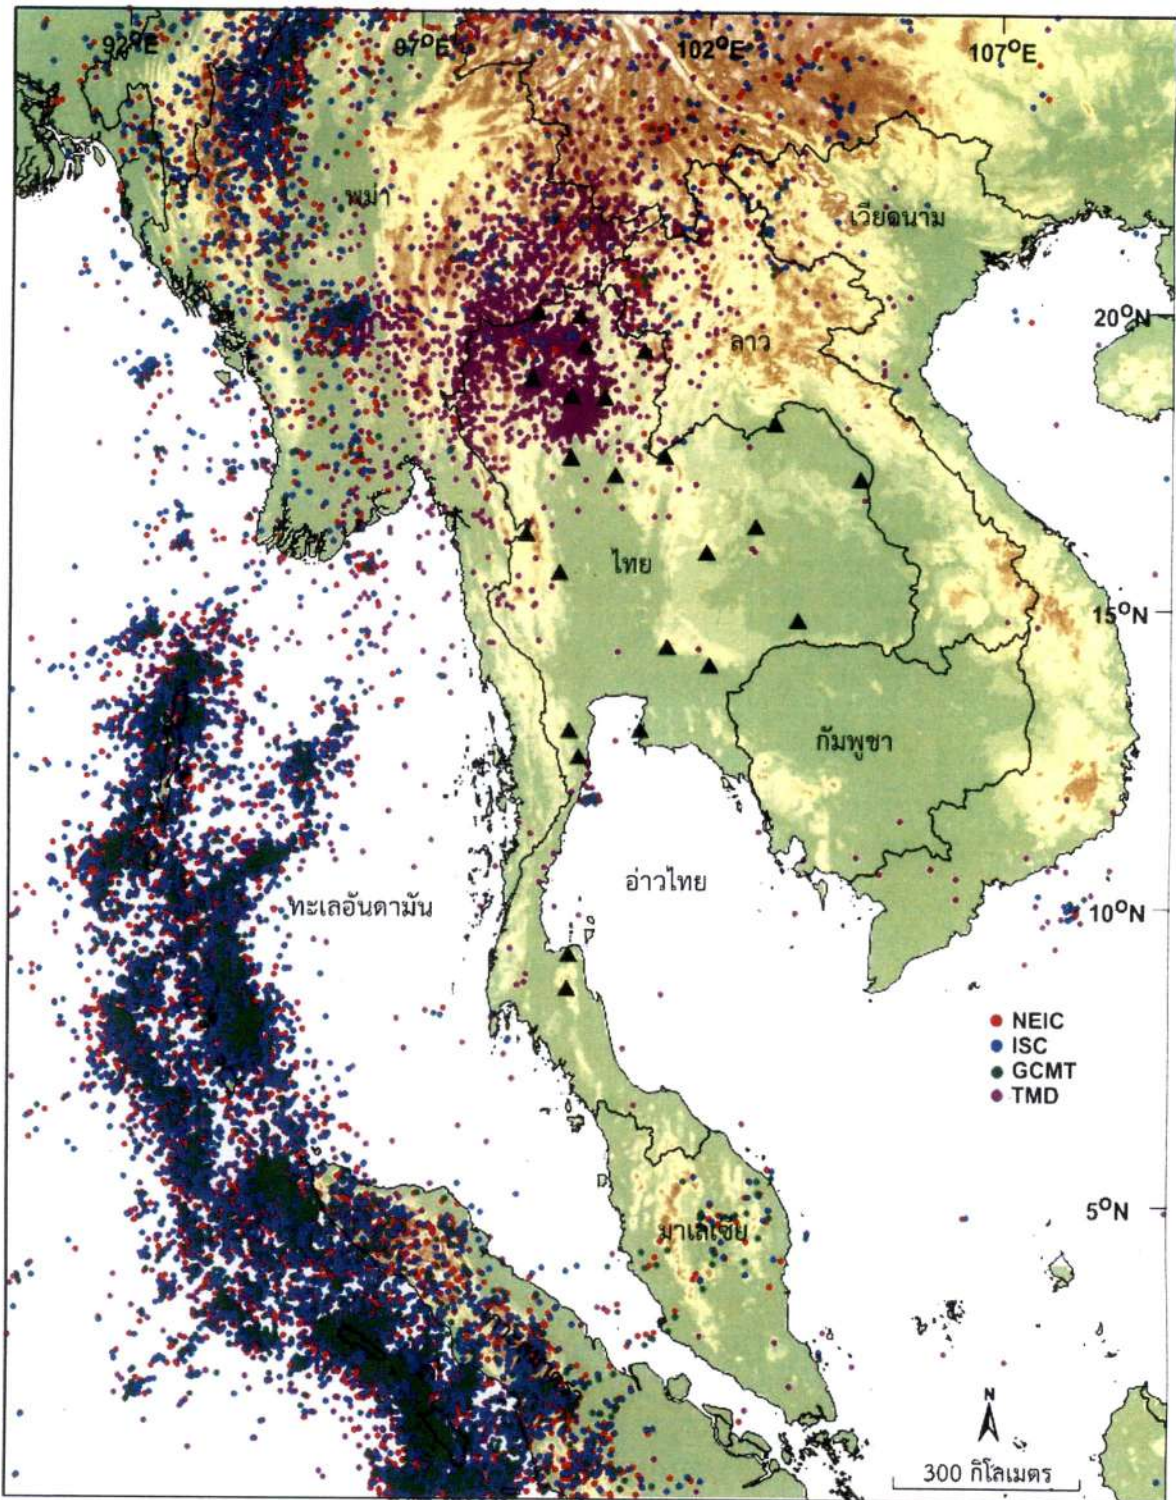 92°E
97°E
102°E
107°E
พม่า
เวียดนาม
20°N
ลาว
ไทย
15°N
กัมพูชา
อ่าวไทย
ทะเลอันดามัน
10°N
NEIC
ISC
GCMT
TMD
5°N
มาเลเซีย
N
300 กิโลเมตร